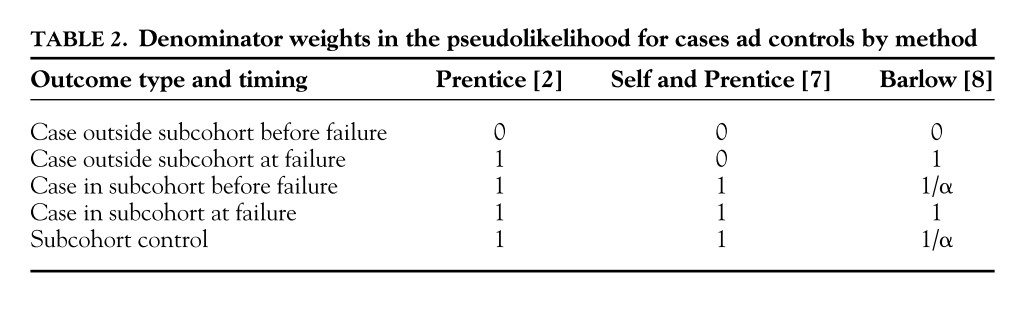 TABLE 2. Denominator weights in the pseudolikelihood for cases ad controls by method
Outcome type and timing Prentice [2] Self and Prentice [7] Barlow [8]
Case outside subcohort before failure 0 0 0
Case outside subcohort at failure 1 0 1
Case in subcohort before failure 1 1 1/α
Case in subcohort at failure 1 1 1
Subcohort control 1 1 1/α